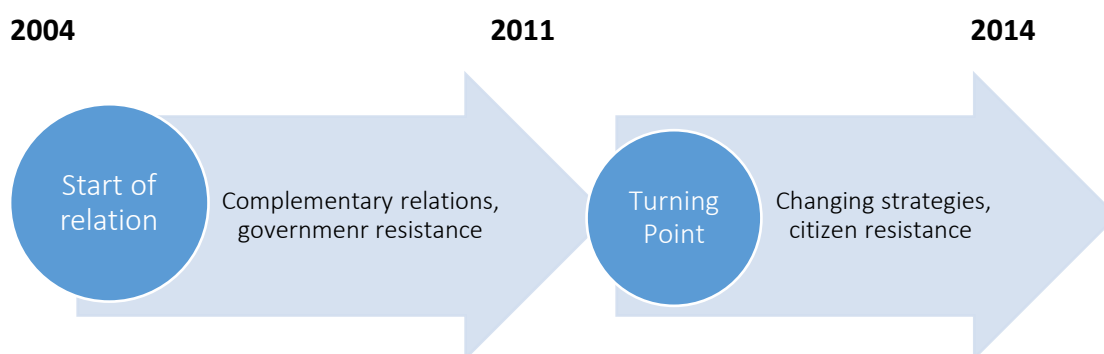 2004 2011 2014
Start of
relation
Complementary relations,
governmenr resistance
Turning
Point
Changing strategies,
citizen resistance